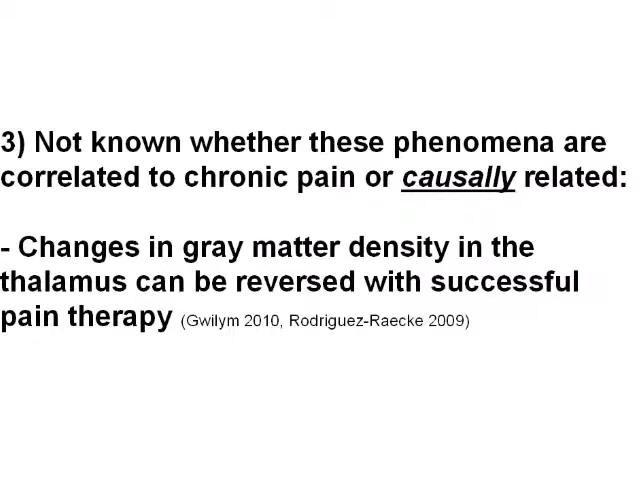 3) Not known whether these phenomena are
correlated to chronic pain or causally related:
- Changes in gray matter density in the
thalamus can be reversed with successful
pain therapy (Gwilym 2010, Rodriguez-Raecke 2009)